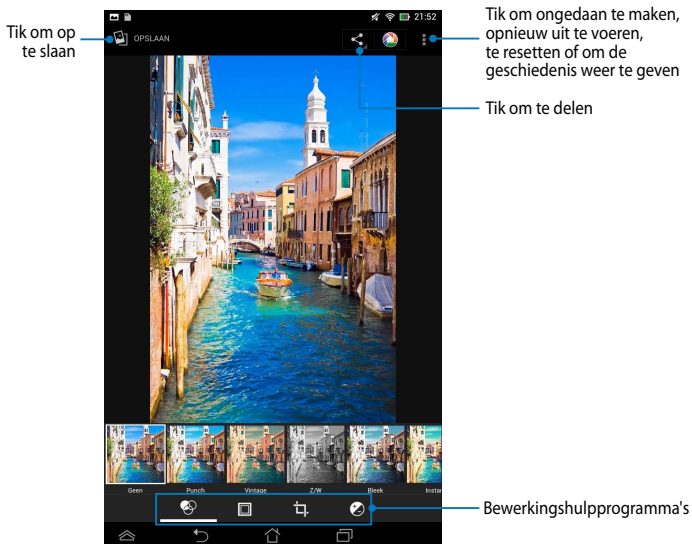 21:52
Tik om op
te slaan
OPSLAAN
Tik om ongedaan te maken,
opnieuw uit te voeren,
te resetten of om de
geschiedenis weer te geven
Tik om te delen
Geen Punch Vintage Z/W Bleek Instan
Bewerkingshulpprogramma's